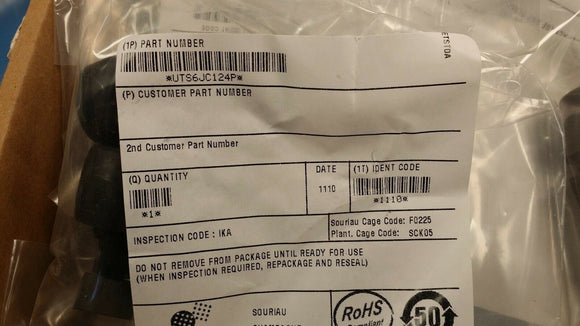 (1P) PART NUMBER
*UTS6JC124P*
(P) CUSTOMER PART NUMBER
2nd Customer Part Number
(Q) QUANTITY
*1*
DATE
1110
(1T) IDENT CODE
*1110*
INSPECTION CODE : IKA
Souriau Cage Code: F0225
Plant. Cage Code: SCK05
DO NOT REMOVE FROM PACKAGE UNTIL READY FOR USE
(WHEN INSPECTION REQUIRED, REPACKAGE AND RESEAL)
SOURIAU
RoHS
50